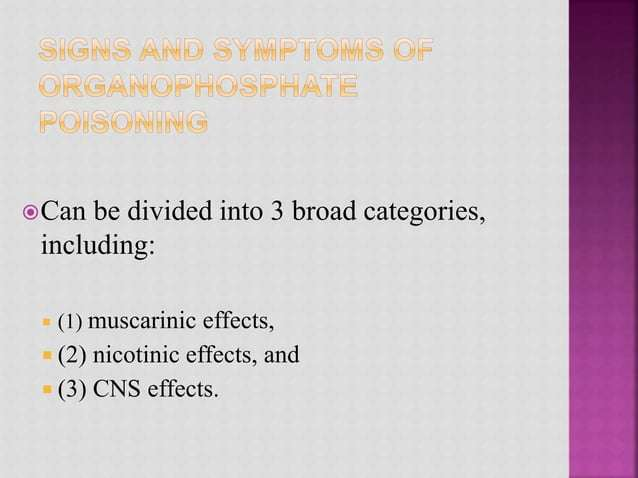 SIGNS AND SYMPTOMS OF
ORGANOPHOSPHATE
POISONING
Can be divided into 3 broad categories,
including:
(1) muscarinic effects,
(2) nicotinic effects, and
(3) CNS effects.